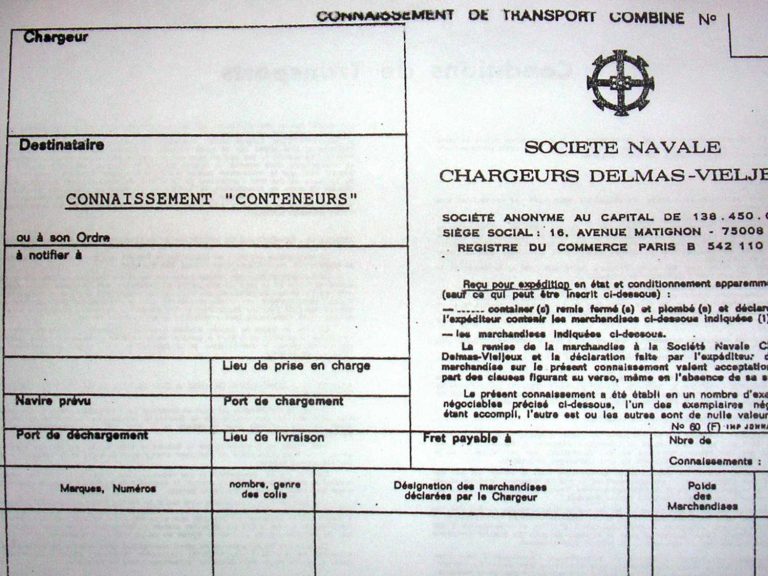 CONNAISSEMENT DE TRANSPORT COMBINE Nº
Chargeur
Destinataire
CONNAISSEMENT "CONTENEURS"
ou à son Ordre
à notifier à
SOCIETE NAVALE
CHARGEURS DELMAS-VIELJE
SOCIÉTÉ ANONYME AU CAPITAL DE 138.450.
SIÈGE SOCIAL: 16, AVENUE MATIGNON - 75008
REGISTRE DU COMMERCE PARIS B 542 110
Reçu pour expédition en état et conditionnement apparemm
(sauf ce qui peut être inscrit ci-dessous) :
— ...... container(s) remis fermé(s) et plombé(s) et déclar
l'expéditeur contenir les marchandises ci-dessous indiquées (1)
— les marchandises indiquées ci-dessous.
La remise de la marchandise à la Société Navale C
Delmas-Vieljeux et la déclaration faite par l'expéditeur d
marchandise sur le présent connaissement valent acceptation
part des clauses figurant au verso, même en l'absence de sa s
Le présent connaissement a été établi en un nombre d'exe
négociables précisé ci-dessous, l'un des exemplaires nég
étant accompli, l'autre est ou les autres sont de nulle valeur
Nº 60 (F)
Lieu de prise en charge
Navire prévu
Port de chargement
Port de déchargement
Lieu de livraison
Fret payable à
Nbre de
Connaissements :
Marques, Numéros
nombre, genre
des colis
Désignation des marchandises
déclarées par le Chargeur
Poids
des
Marchandises